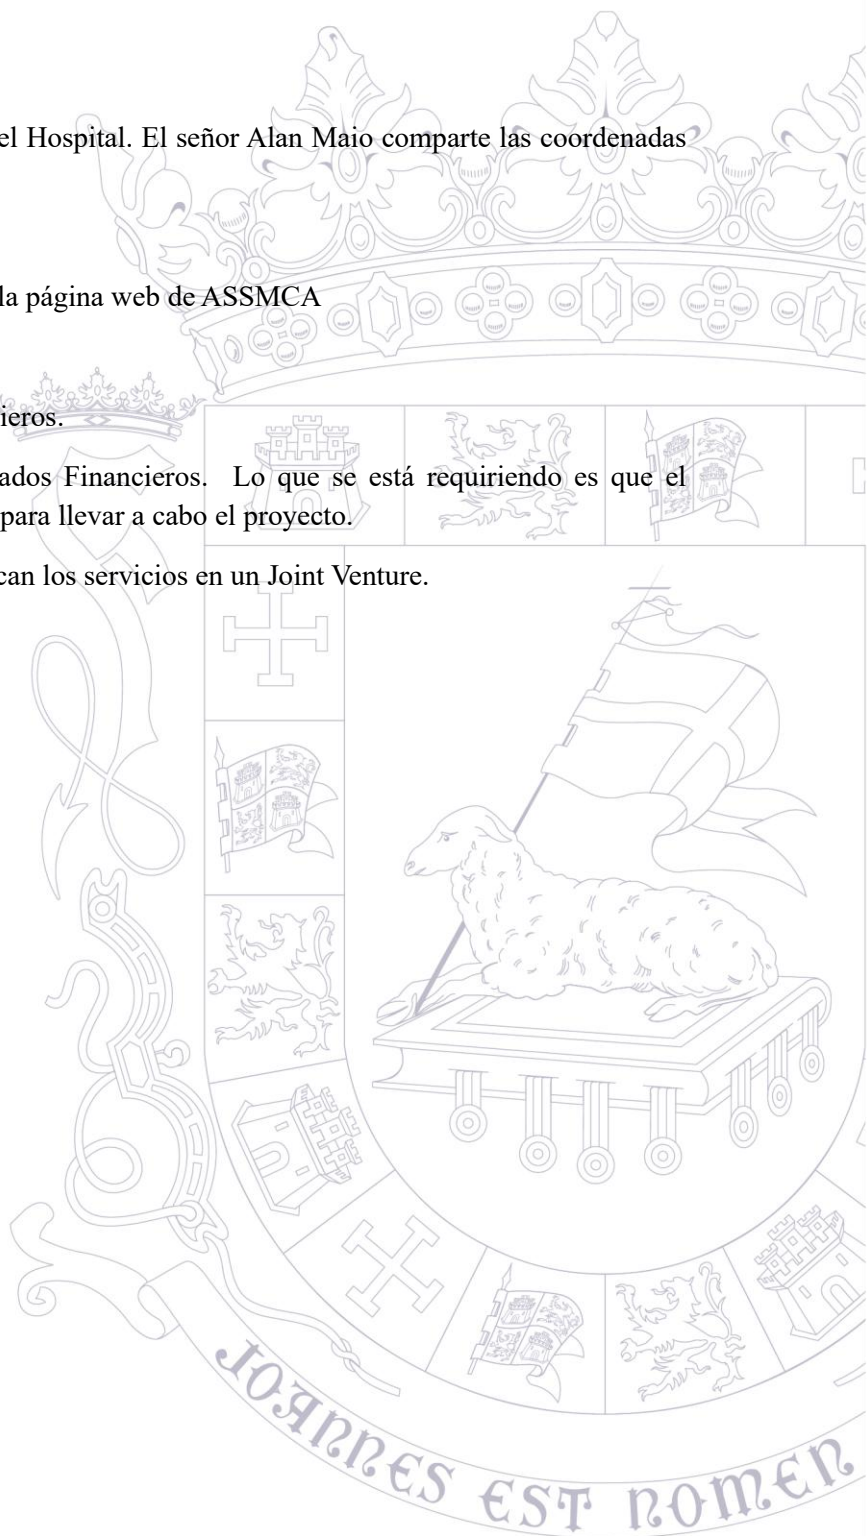 el Hospital. El señor Alan Maio comparte las coordenadas
la página web de ASSMCA
ieros.
ados Financieros. Lo que se está requiriendo es que el
para llevar a cabo el proyecto.
can los servicios en un Joint Venture.
JOANNES EST NOMEN